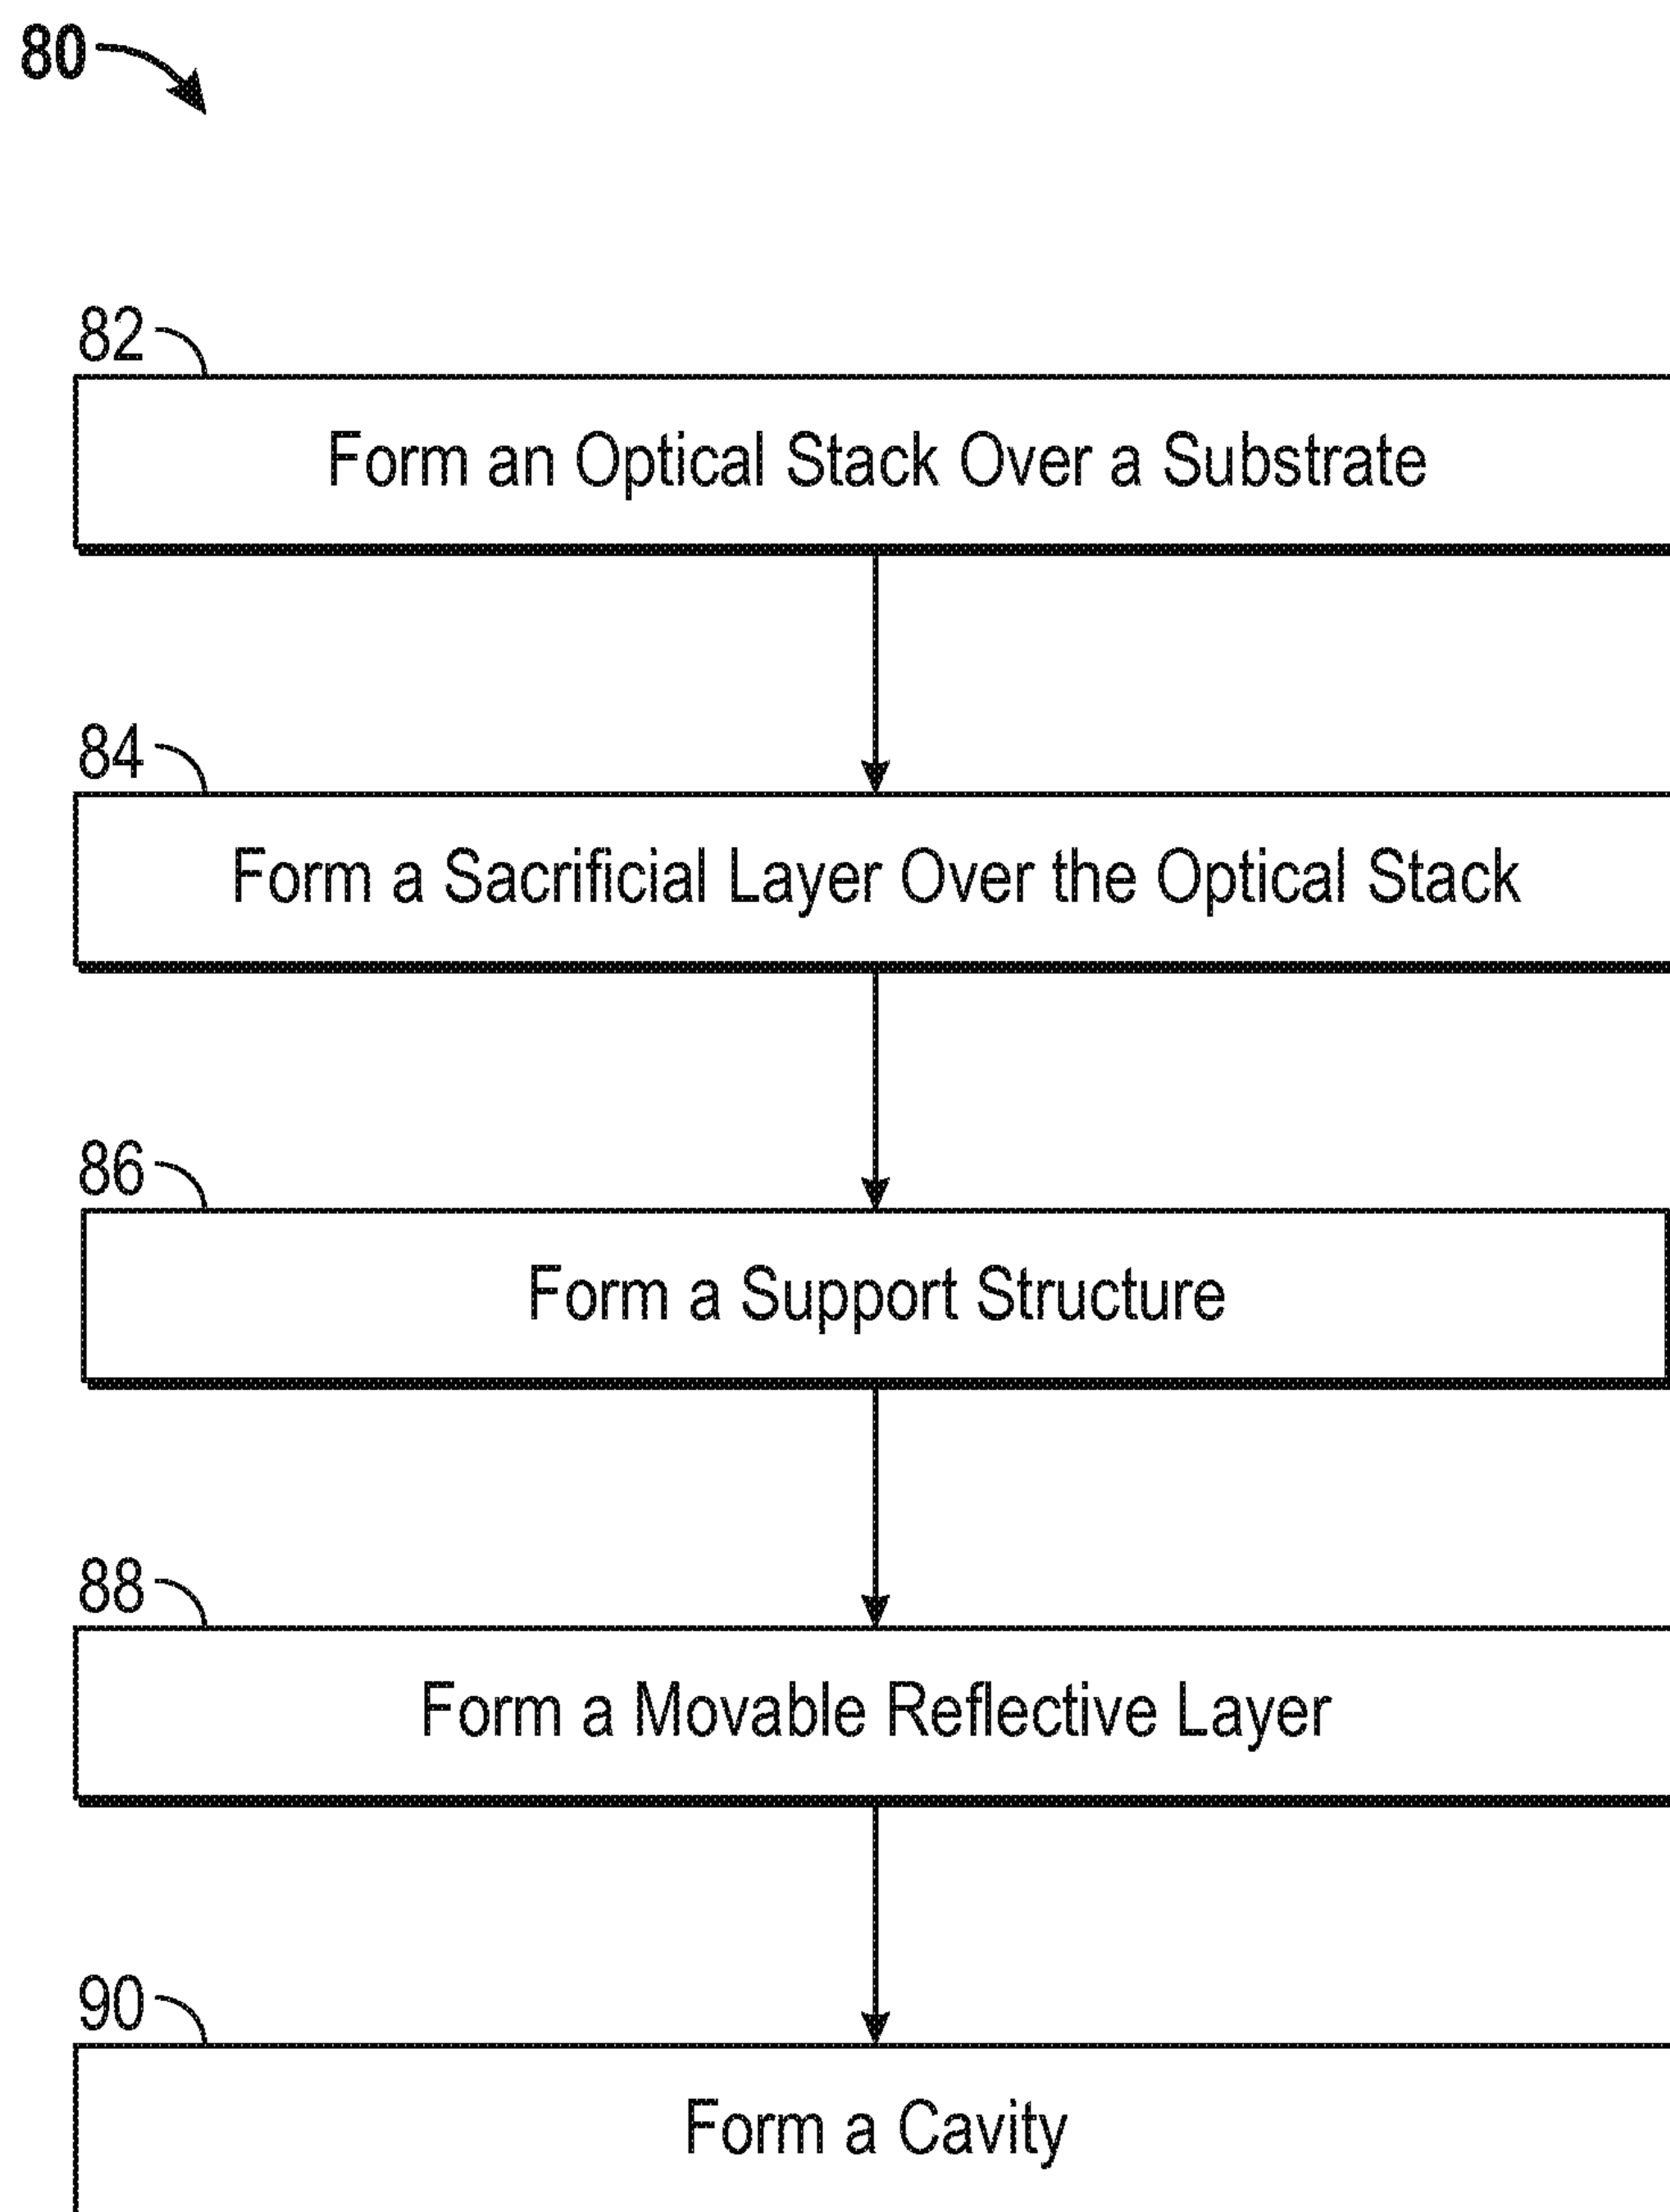 80
82
Form an Optical Stack Over a Substrate
84
Form a Sacrificial Layer Over the Optical Stack
86
Form a Support Structure
88
Form a Movable Reflective Layer
90
Form a Cavity